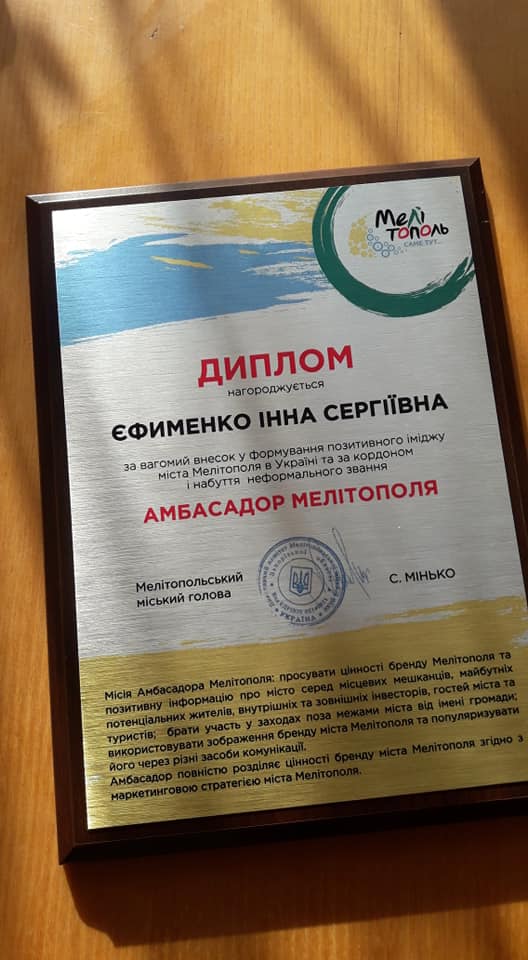 Мелі
тополь
САМЕ ТУТ...
ДИПЛОМ
нагороджується
ЄФИМЕНКО ІННА СЕРГІЇВНА
за вагомий внесок у формування позитивного іміджу
міста Мелітополя в Україні та за кордоном
і набуття неформального звання
АМБАСАДОР МЕЛІТОПОЛЯ
Мелітопольський
міський голова
УКРАЇНА
С. МІНЬКО
Місія Амбасадора Мелітополя: просувати цінності бренду Мелітополя та
позитивну інформацію про місто серед місцевих мешканців, майбутніх
потенціальних жителів, внутрішніх та зовнішніх інвесторів, гостей міста та
туристів; брати участь у заходах поза межами міста від імені громади;
використовувати зображення бренду міста Мелітополя та популяризувати
його через різні засоби комунікації.
Амбасадор повністю розділяє цінності бренду міста Мелітополя згідно з
маркетинговою стратегією міста Мелітополя.